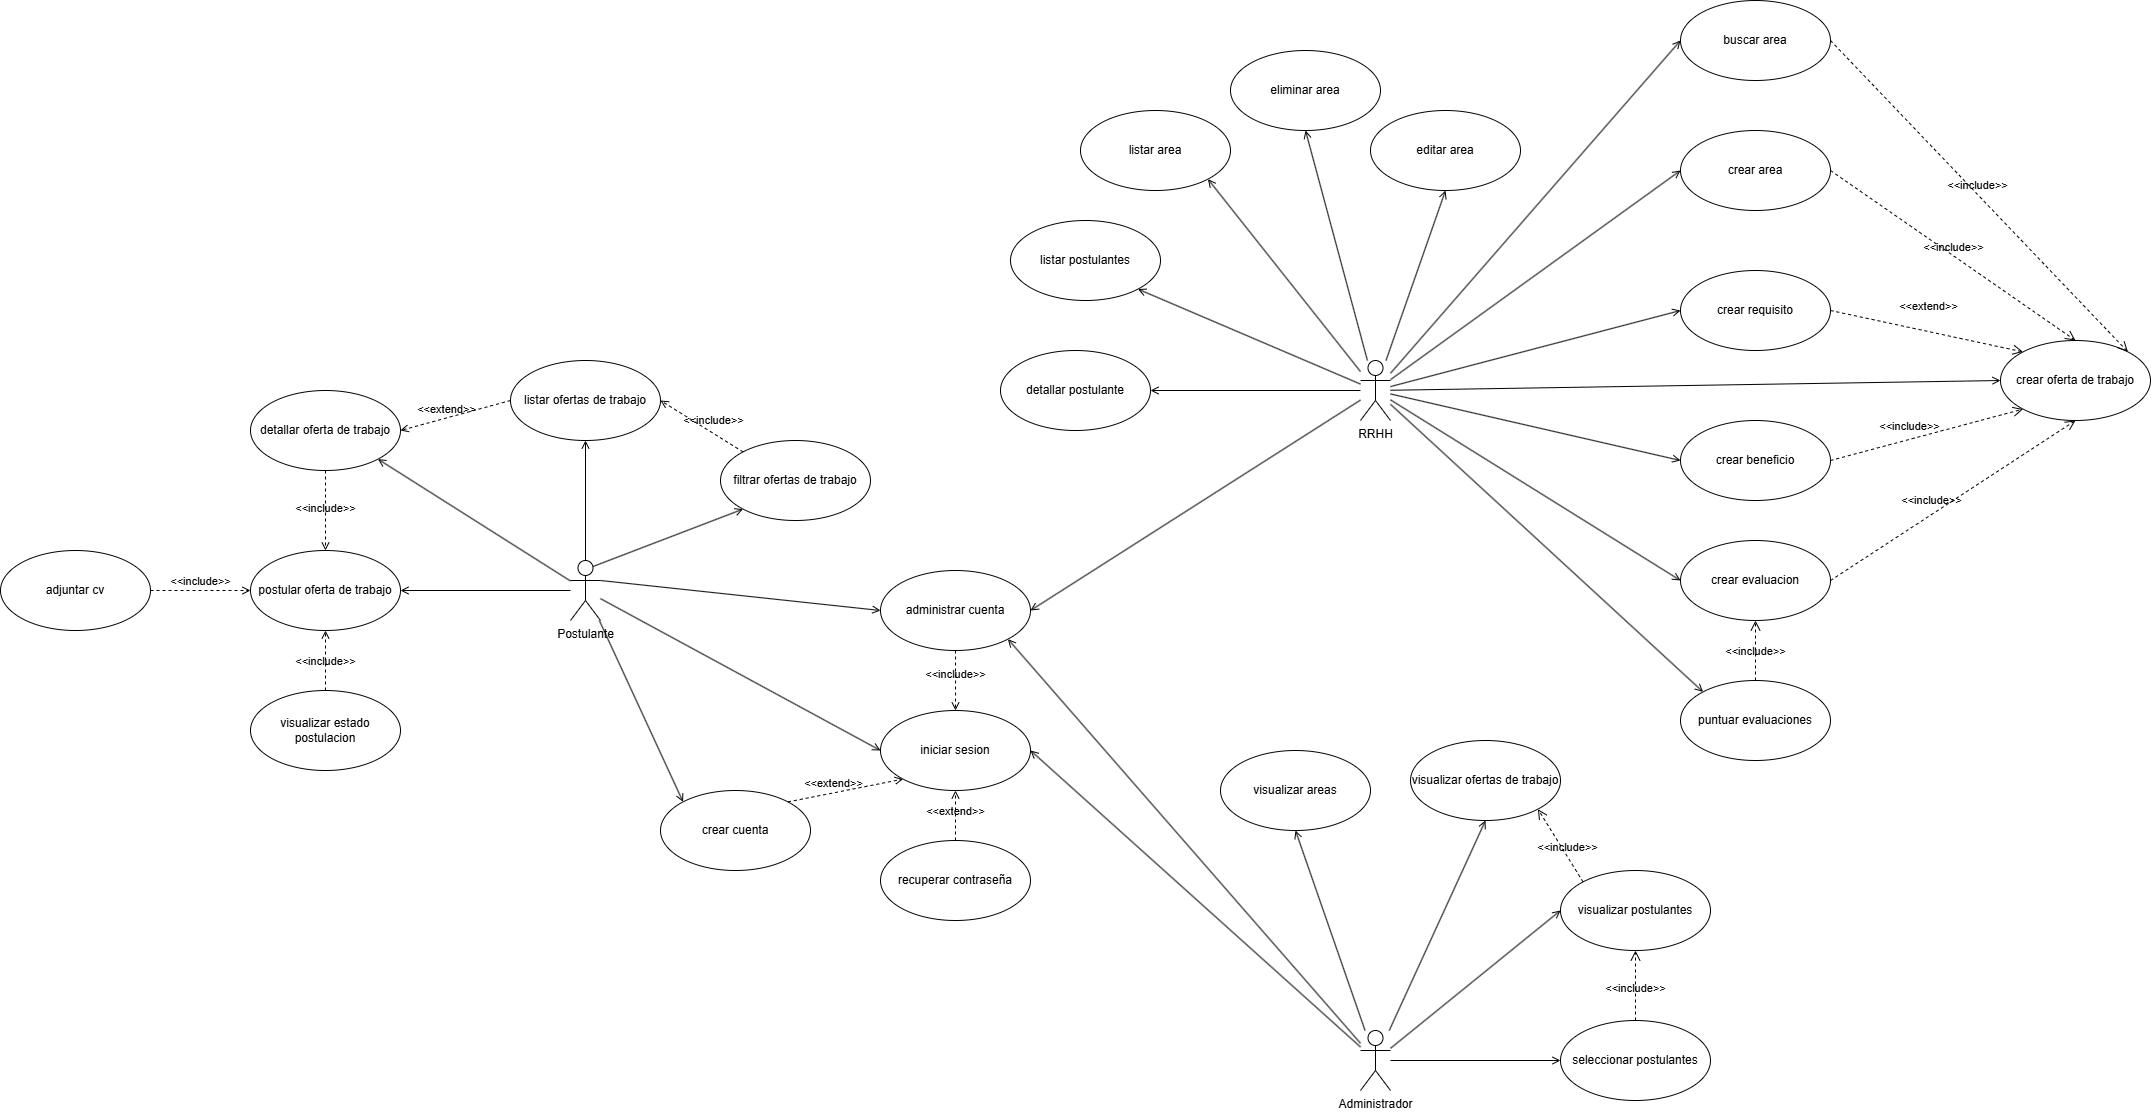 buscar area
eliminar area
listar area
editar area
crear area
<<include>>
<<include>>
listar postulantes
crear requisito
<<extend>>
crear oferta de trabajo
detallar postulante
RRHH
listar ofertas de trabajo
<<extend>>
detallar oferta de trabajo
<<include>>
<<include>>
crear beneficio
filtrar ofertas de trabajo
<<include>>
<<include>>
adjuntar cv
<<include>>
postular oferta de trabajo
crear evaluacion
administrar cuenta
Postulante
<<include>>
<<include>>
<<include>>
visualizar estado
postulacion
puntuar evaluaciones
iniciar sesion
<<extend>>
visualizar areas
visualizar ofertas de trabajo
<<extend>>
crear cuenta
<<include>>
recuperar contraseña
visualizar postulantes
<<include>>
seleccionar postulantes
Administrador